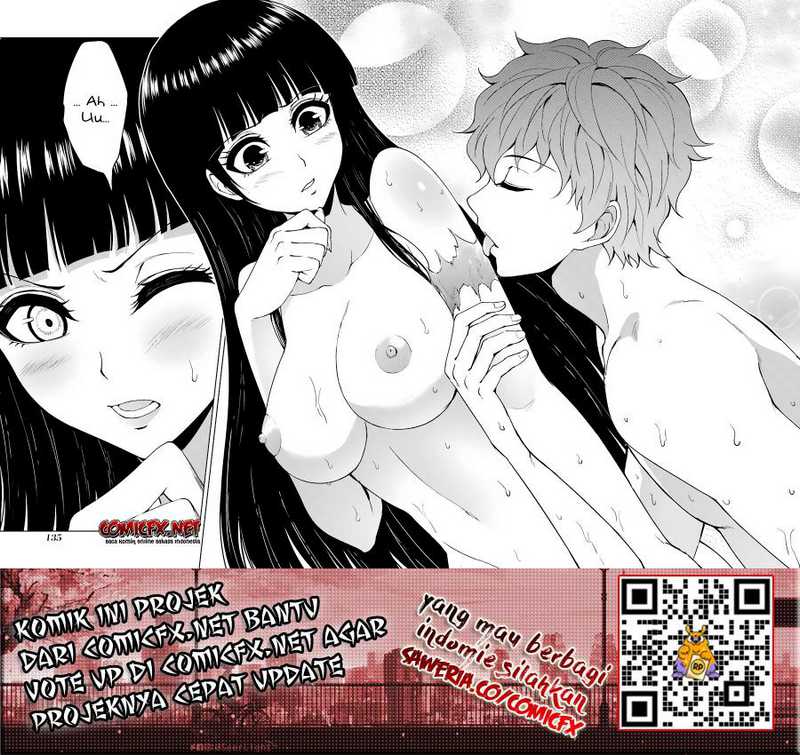 ... Ah ...
Uu...
135
COMICFX.NET
baca komik online bahasa indonesia
KOMIK INI PROJEK
DARI COMICFX.NET BANTU
VOTE UP DI COMICFX.NET AGAR
PROJEKNYA CEPAT UPDATE
yang mau berbagi
indomie silahkan
SAWERIA.CO/COMICFX
RP